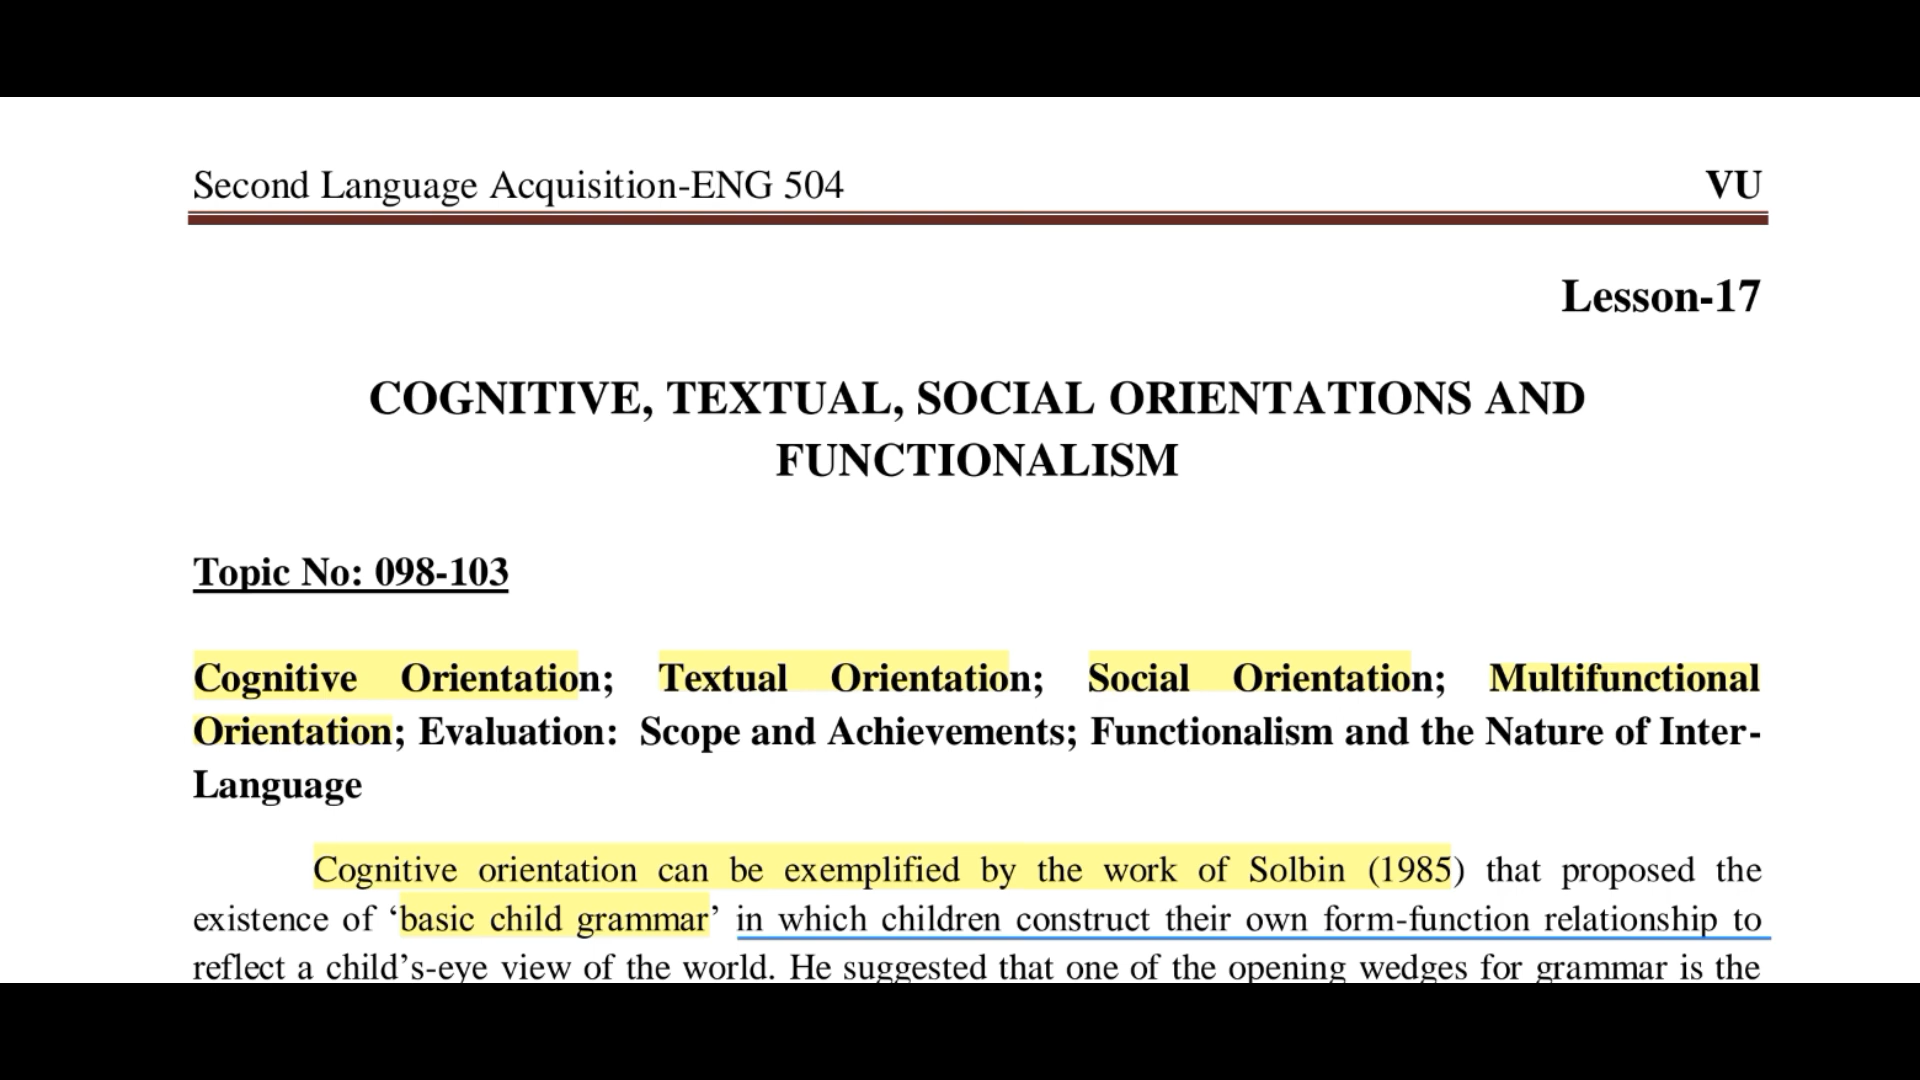 Second Language Acquisition-ENG 504 VU
Lesson-17
COGNITIVE, TEXTUAL, SOCIAL ORIENTATIONS AND
FUNCTIONALISM
Topic No: 098-103
Cognitive Orientation; Textual Orientation; Social Orientation; Multifunctional
Orientation; Evaluation: Scope and Achievements; Functionalism and the Nature of Inter-
Language
Cognitive orientation can be exemplified by the work of Solbin (1985) that proposed the
existence of ‘basic child grammar’ in which children construct their own form-function relationship to
reflect a child’s-eye view of the world. He suggested that one of the opening wedges for grammar is the